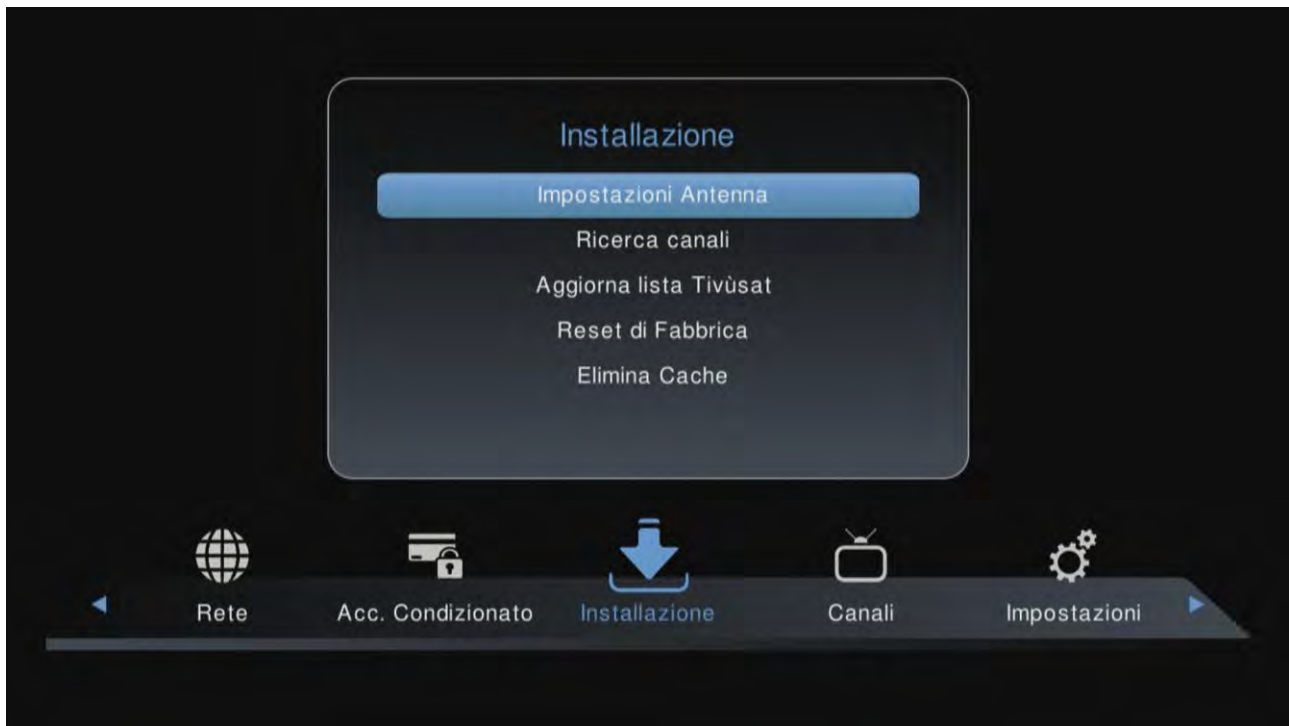 Installazione
Impostazioni Antenna
Ricerca canali
Aggiorna lista Tivùsat
Reset di Fabbrica
Elimina Cache
Rete Acc. Condizionato Installazione Canali Impostazioni